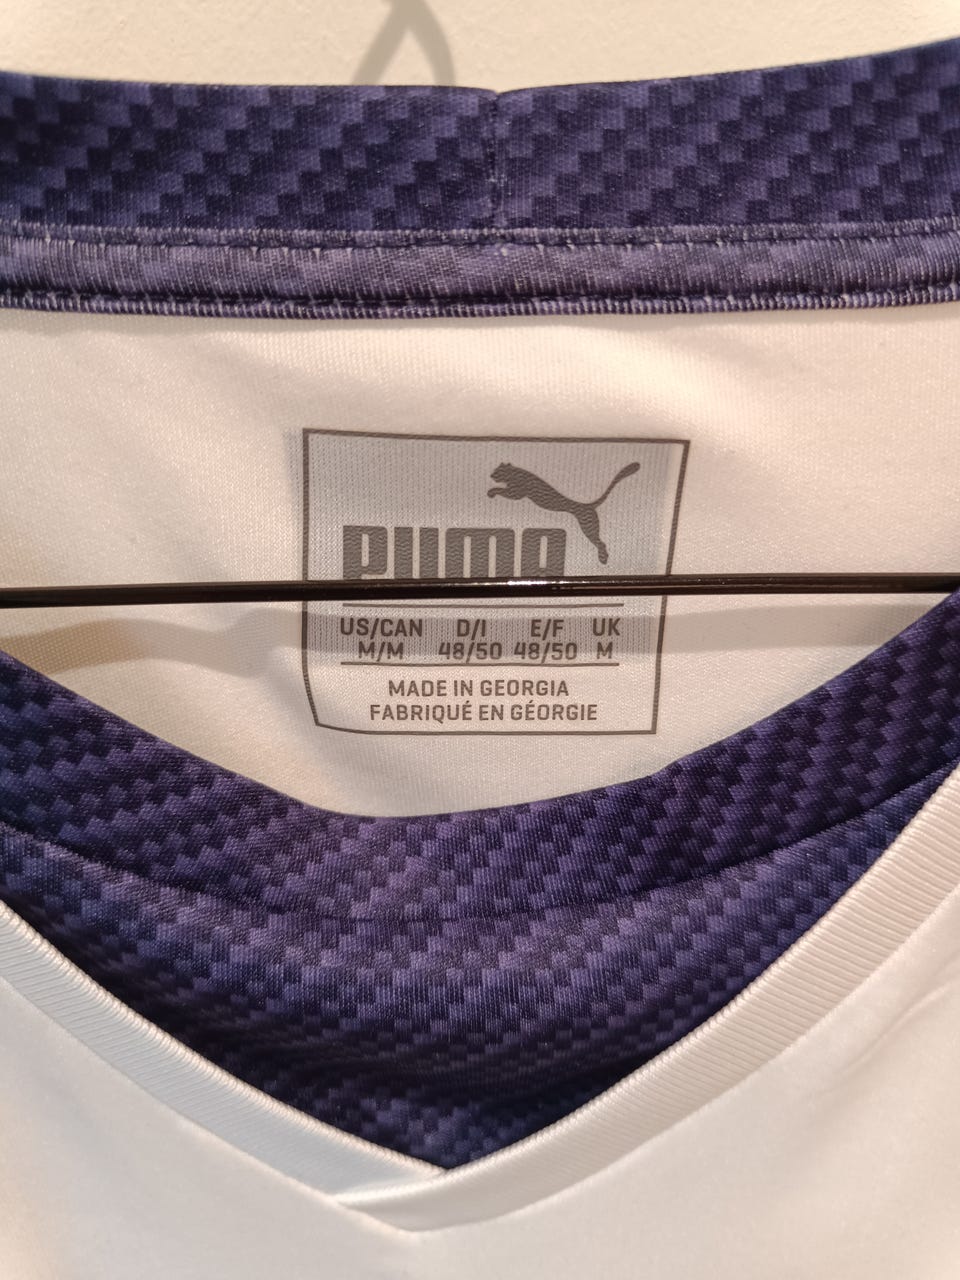 PUMA
US/CAN D/I E/F UK
M/M 48/50 48/50 M
MADE IN GEORGIA
FABRIQUÉ EN GÉORGIE